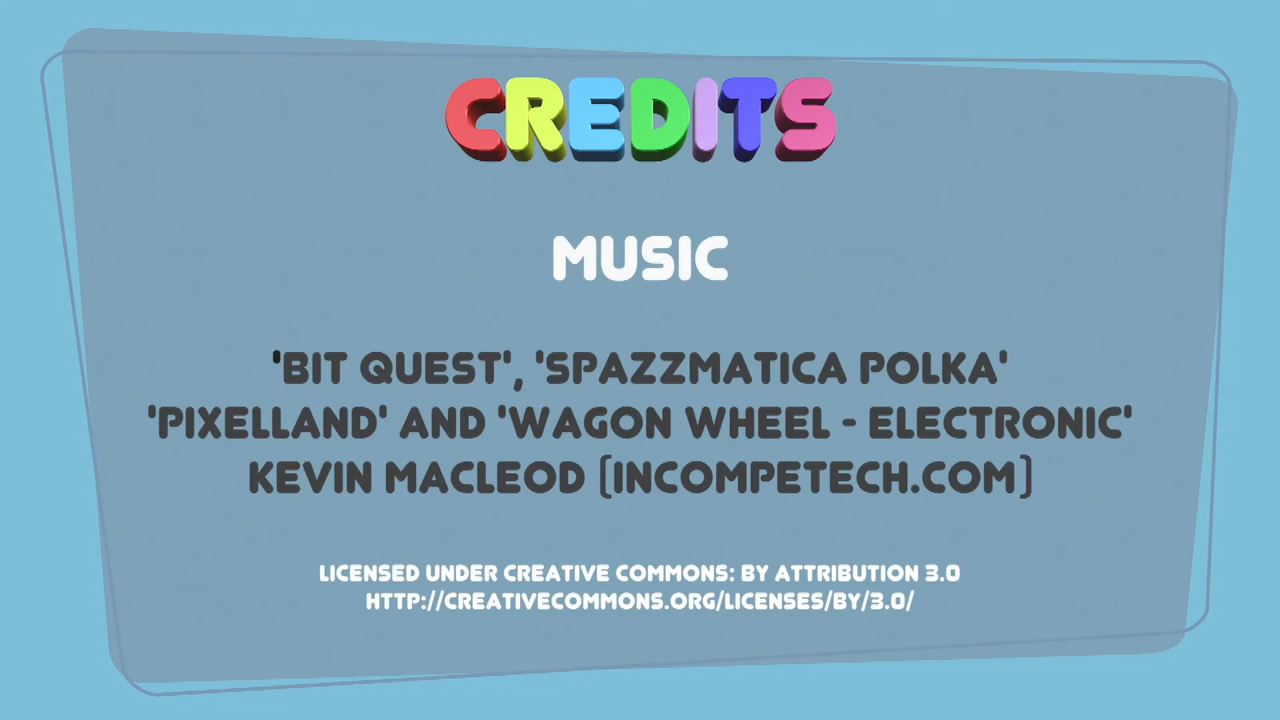 CREDITS
MUSIC
'BIT QUEST', 'SPAZZMATICA POLKA'
'PIXELLAND' AND 'WAGON WHEEL - ELECTRONIC'
KEVIN MACLEOD (INCOMPETECH.COM)
LICENSED UNDER CREATIVE COMMONS: BY ATTRIBUTION 3.0
HTTP://CREATIVECOMMONS.ORG/LICENSES/BY/3.0/